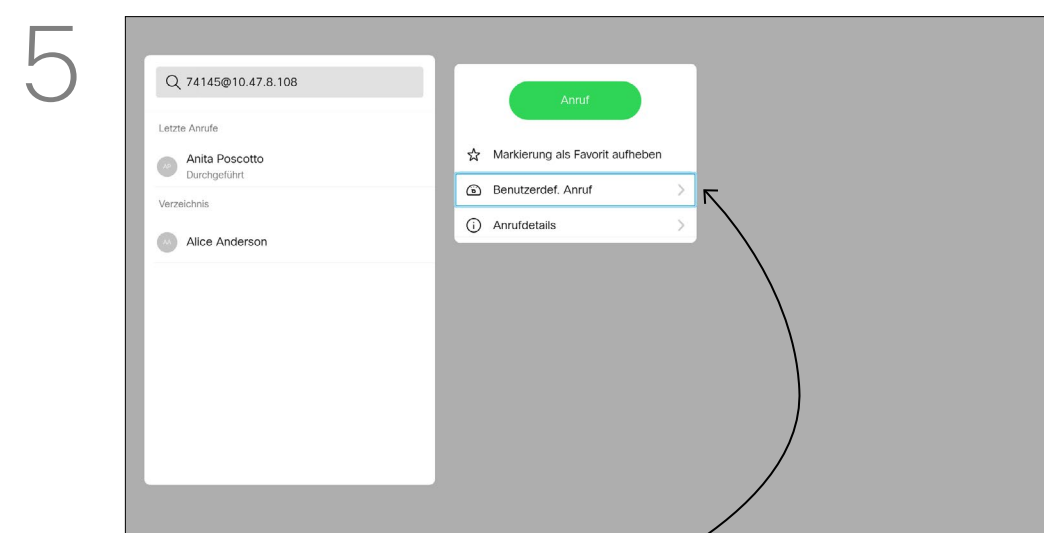 5
74145@10.47.8.108
Letzte Anrufe
Anita Poscotto
Durchgeführt
Verzeichnis
AA
Alice Anderson
Anruf
Markierung als Favorit aufheben
Benutzerdef. Anruf
Anrufdetails